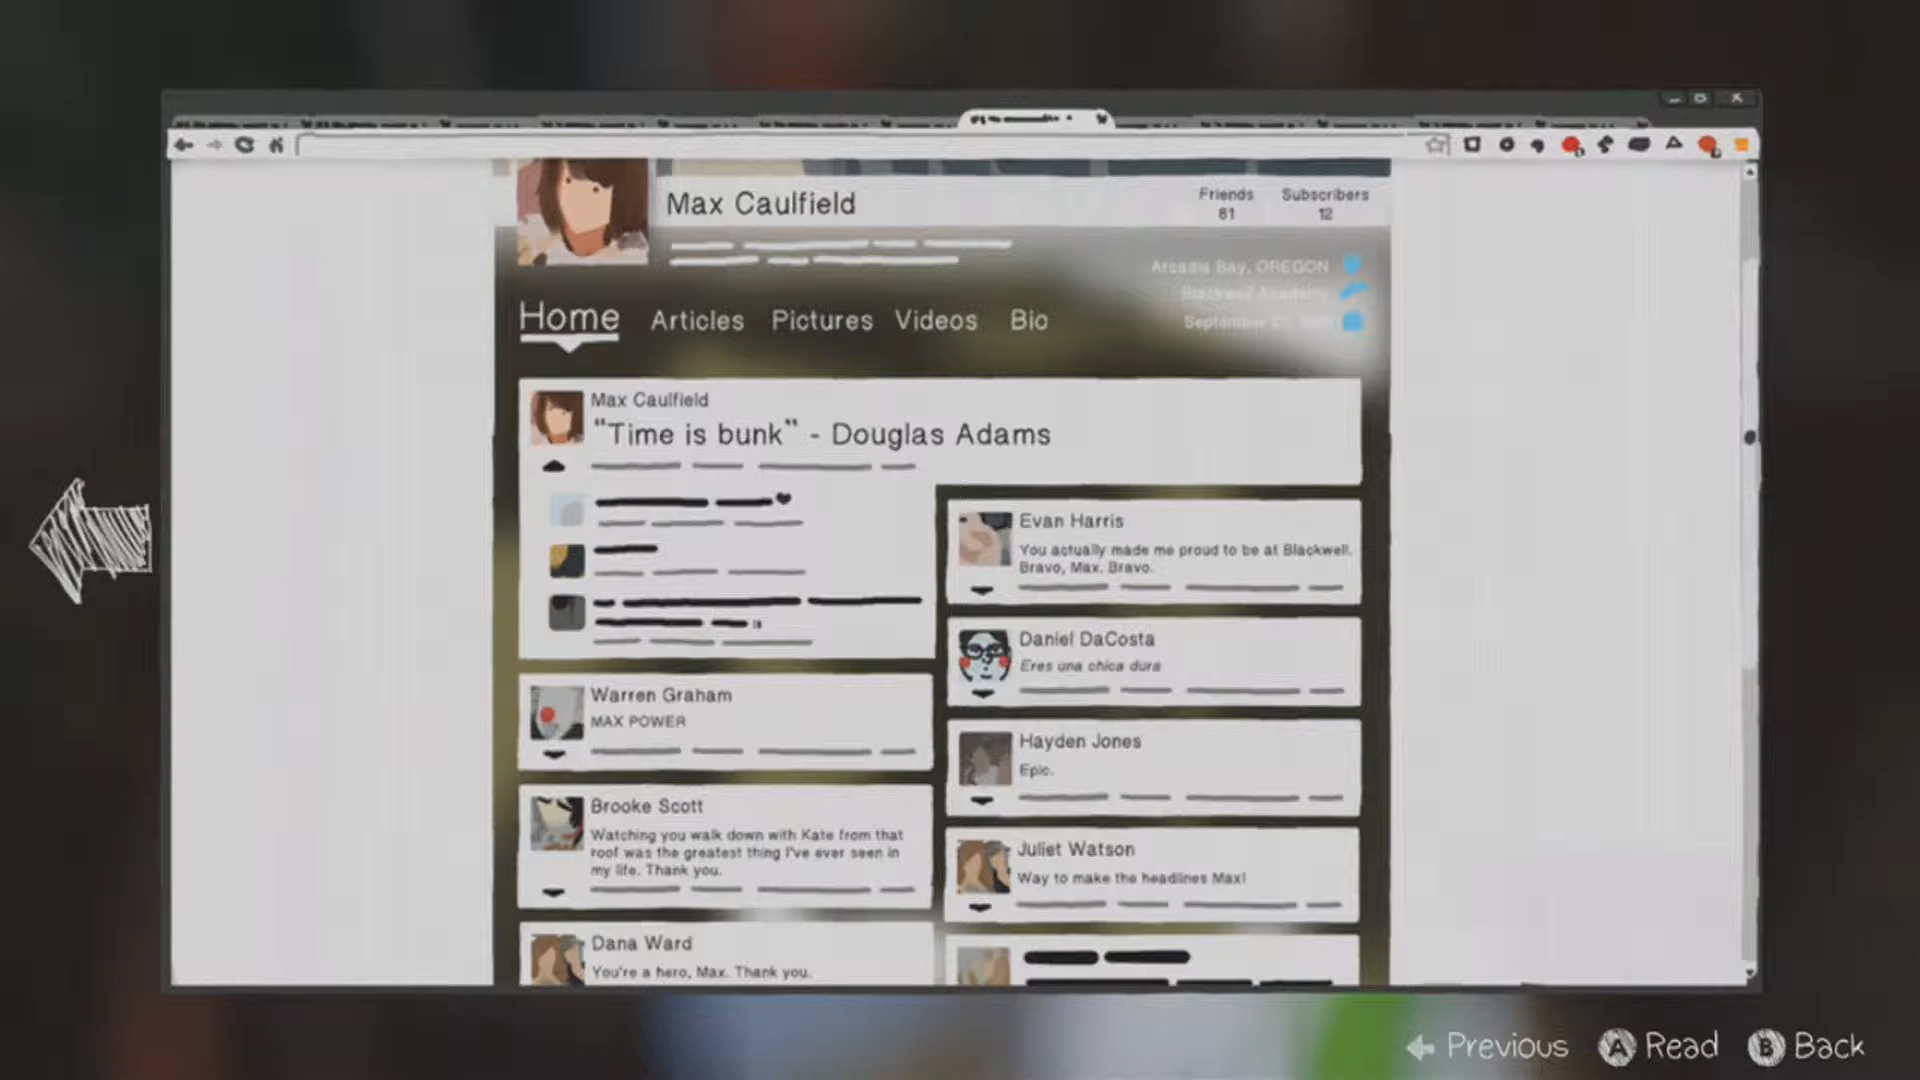 Max Caulfield
Friends
81
Subscribers
12
Arcadia Bay, OREGON
Blackwell Academy
September
Home
Articles
Pictures
Videos
Bio
Max Caulfield
"Time is bunk" - Douglas Adams
Warren Graham
MAX POWER
Brooke Scott
Watching you walk down with Kate from that
roof was the greatest thing I've ever seen in
my life. Thank you.
Dana Ward
You're a hero, Max. Thank you.
Evan Harris
You actually made me proud to be at Blackwell.
Bravo, Max. Bravo.
Daniel DaCosta
Eres una chica dura
Hayden Jones
Epic.
Juliet Watson
Way to make the headlines Max!
Previous
A Read
B Back